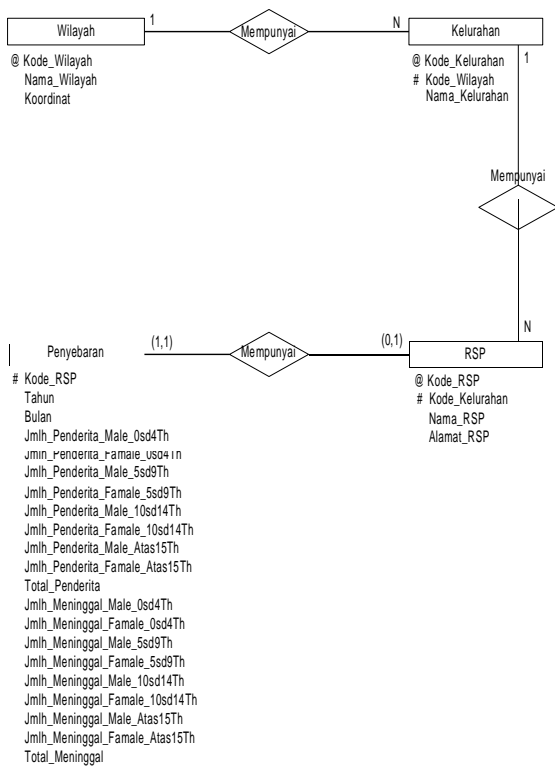 Wilayah 1 Mempunyai N Kelurahan
@ Kode_Wilayah
Nama_Wilayah
Koordinat
@ Kode_Kelurahan
# Kode_Wilayah
Nama_Kelurahan
1
Mempunyai
N
Penyebaran (1,1) Mempunyai (0,1) RSP
# Kode_RSP
Tahun
Bulan
Jmlh_Penderita_Male_0sd4Th
Jmlh_Penderita_Famale_0sd4Th
Jmlh_Penderita_Male_5sd9Th
Jmlh_Penderita_Famale_5sd9Th
Jmlh_Penderita_Male_10sd14Th
Jmlh_Penderita_Famale_10sd14Th
Jmlh_Penderita_Male_Atas15Th
Jmlh_Penderita_Famale_Atas15Th
Total_Penderita
Jmlh_Meninggal_Male_0sd4Th
Jmlh_Meninggal_Famale_0sd4Th
Jmlh_Meninggal_Male_5sd9Th
Jmlh_Meninggal_Famale_5sd9Th
Jmlh_Meninggal_Male_10sd14Th
Jmlh_Meninggal_Famale_10sd14Th
Jmlh_Meninggal_Male_Atas15Th
Jmlh_Meninggal_Famale_Atas15Th
Total_Meninggal
@ Kode_RSP
# Kode_Kelurahan
Nama_RSP
Alamat_RSP